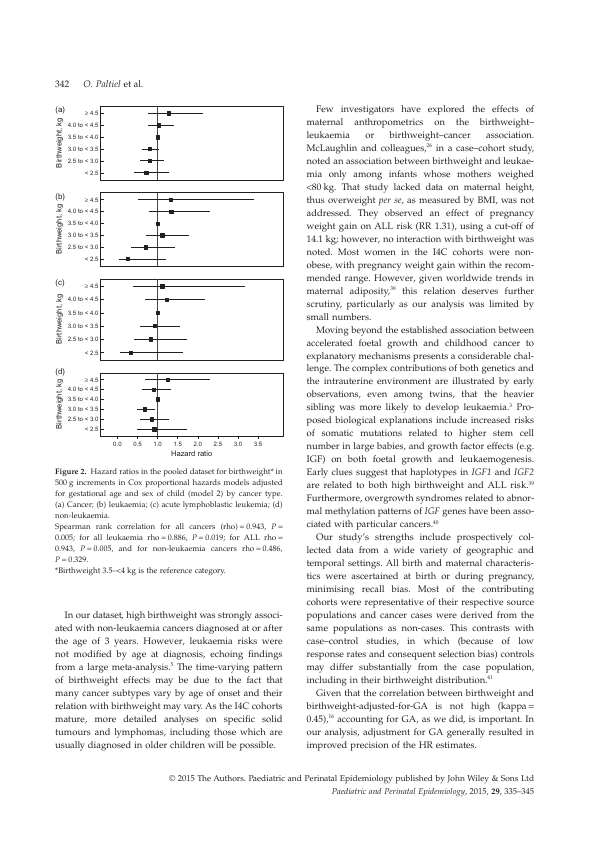 342 O. Paltiel et al.
(a)
Birthweight, kg
≥ 4.5
4.0 to < 4.5
3.5 to < 4.0
3.0 to < 3.5
2.5 to < 3.0
< 2.5
(b)
Birthweight, kg
≥ 4.5
4.0 to < 4.5
3.5 to < 4.0
3.0 to < 3.5
2.5 to < 3.0
< 2.5
(c)
Birthweight, kg
≥ 4.5
4.0 to < 4.5
3.5 to < 4.0
3.0 to < 3.5
2.5 to < 3.0
< 2.5
(d)
Birthweight, kg
≥ 4.5
4.0 to < 4.5
3.5 to < 4.0
3.0 to < 3.5
2.5 to < 3.0
< 2.5
0.0 0.5 1.0 1.5 2.0 2.5 3.0 3.5
Hazard ratio
Figure 2. Hazard ratios in the pooled dataset for birthweight* in
500 g increments in Cox proportional hazards models adjusted
for gestational age and sex of child (model 2) by cancer type.
(a) Cancer; (b) leukaemia; (c) acute lymphoblastic leukemia; (d)
non-leukaemia.
Spearman rank correlation for all cancers (rho) = 0.943, P =
0.005; for all leukaemia rho = 0.886, P = 0.019; for ALL rho =
0.943, P = 0.005, and for non-leukaemia cancers rho = 0.486,
P = 0.329.
*Birthweight 3.5–<4 kg is the reference category.
In our dataset, high birthweight was strongly associ-
ated with non-leukaemia cancers diagnosed at or after
the age of 3 years. However, leukaemia risks were
not modified by age at diagnosis, echoing findings
from a large meta-analysis.5 The time-varying pattern
of birthweight effects may be due to the fact that
many cancer subtypes vary by age of onset and their
relation with birthweight may vary. As the I4C cohorts
mature, more detailed analyses on specific solid
tumours and lymphomas, including those which are
usually diagnosed in older children will be possible.
Few investigators have explored the effects of
maternal anthropometrics on the birthweight–
leukaemia or birthweight–cancer association.
McLaughlin and colleagues,26 in a case–cohort study,
noted an association between birthweight and leukae-
mia only among infants whose mothers weighed
<80 kg. That study lacked data on maternal height,
thus overweight per se, as measured by BMI, was not
addressed. They observed an effect of pregnancy
weight gain on ALL risk (RR 1.31), using a cut-off of
14.1 kg; however, no interaction with birthweight was
noted. Most women in the I4C cohorts were non-
obese, with pregnancy weight gain within the recom-
mended range. However, given worldwide trends in
maternal adiposity,38 this relation deserves further
scrutiny, particularly as our analysis was limited by
small numbers.
Moving beyond the established association between
accelerated foetal growth and childhood cancer to
explanatory mechanisms presents a considerable chal-
lenge. The complex contributions of both genetics and
the intrauterine environment are illustrated by early
observations, even among twins, that the heavier
sibling was more likely to develop leukaemia.3 Pro-
posed biological explanations include increased risks
of somatic mutations related to higher stem cell
number in large babies, and growth factor effects (e.g.
IGF) on both foetal growth and leukaemogenesis.
Early clues suggest that haplotypes in IGF1 and IGF2
are related to both high birthweight and ALL risk.39
Furthermore, overgrowth syndromes related to abnor-
mal methylation patterns of IGF genes have been asso-
ciated with particular cancers.40
Our study’s strengths include prospectively col-
lected data from a wide variety of geographic and
temporal settings. All birth and maternal characteris-
tics were ascertained at birth or during pregnancy,
minimising recall bias. Most of the contributing
cohorts were representative of their respective source
populations and cancer cases were derived from the
same populations as non-cases. This contrasts with
case–control studies, in which (because of low
response rates and consequent selection bias) controls
may differ substantially from the case population,
including in their birthweight distribution.41
Given that the correlation between birthweight and
birthweight-adjusted-for-GA is not high (kappa =
0.45),16 accounting for GA, as we did, is important. In
our analysis, adjustment for GA generally resulted in
improved precision of the HR estimates.
© 2015 The Authors. Paediatric and Perinatal Epidemiology published by John Wiley & Sons Ltd
Paediatric and Perinatal Epidemiology, 2015, 29, 335–345